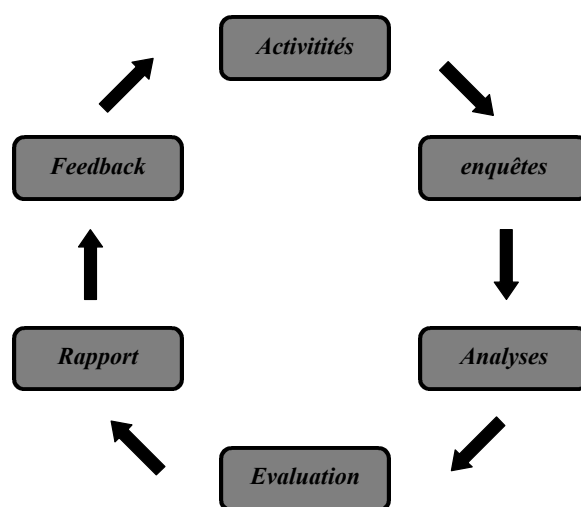 Activitités
enquêtes
Analyses
Evaluation
Rapport
Feedback